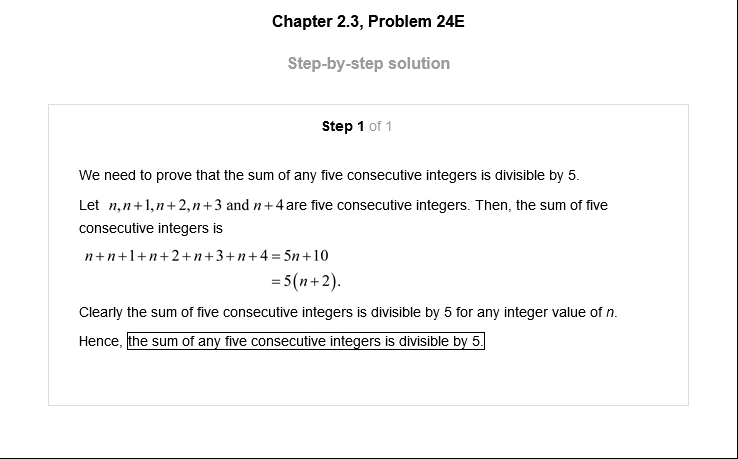 Chapter 2.3, Problem 24E
Step-by-step solution
Step 1 of 1
We need to prove that the sum of any five consecutive integers is divisible by 5.
Let n, n+1, n+2, n+3 and n+4 are five consecutive integers. Then, the sum of five
consecutive integers is
n+n+1+n+2+n+3+n+4 = 5n+10
= 5(n+2).
Clearly the sum of five consecutive integers is divisible by 5 for any integer value of n.
Hence, the sum of any five consecutive integers is divisible by 5.